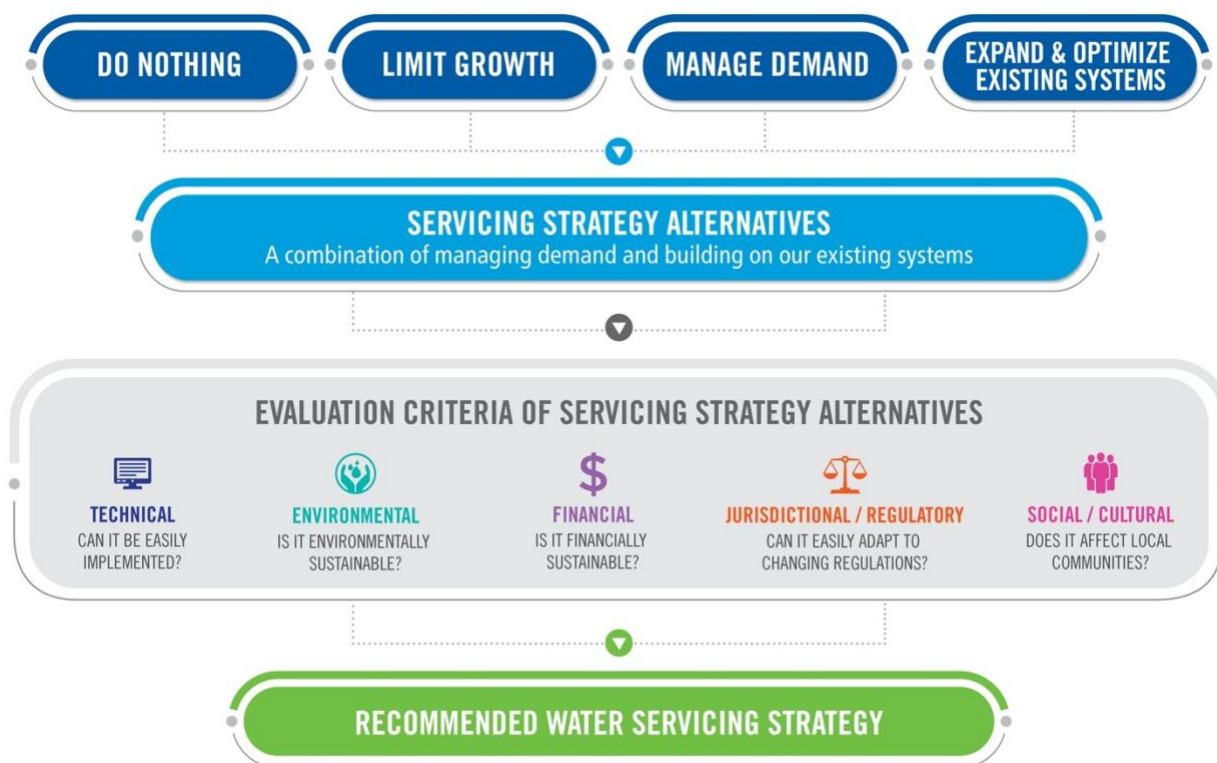 DO NOTHING
LIMIT GROWTH
MANAGE DEMAND
EXPAND & OPTIMIZE
EXISTING SYSTEMS
SERVICING STRATEGY ALTERNATIVES
A combination of managing demand and building on our existing systems
EVALUATION CRITERIA OF SERVICING STRATEGY ALTERNATIVES
$
TECHNICAL
CAN IT BE EASILY
IMPLEMENTED?
ENVIRONMENTAL
IS IT ENVIRONMENTALLY
SUSTAINABLE?
FINANCIAL
IS IT FINANCIALLY
SUSTAINABLE?
JURISDICTIONAL / REGULATORY
CAN IT EASILY ADAPT TO
CHANGING REGULATIONS?
SOCIAL / CULTURAL
DOES IT AFFECT LOCAL
COMMUNITIES?
RECOMMENDED WATER SERVICING STRATEGY